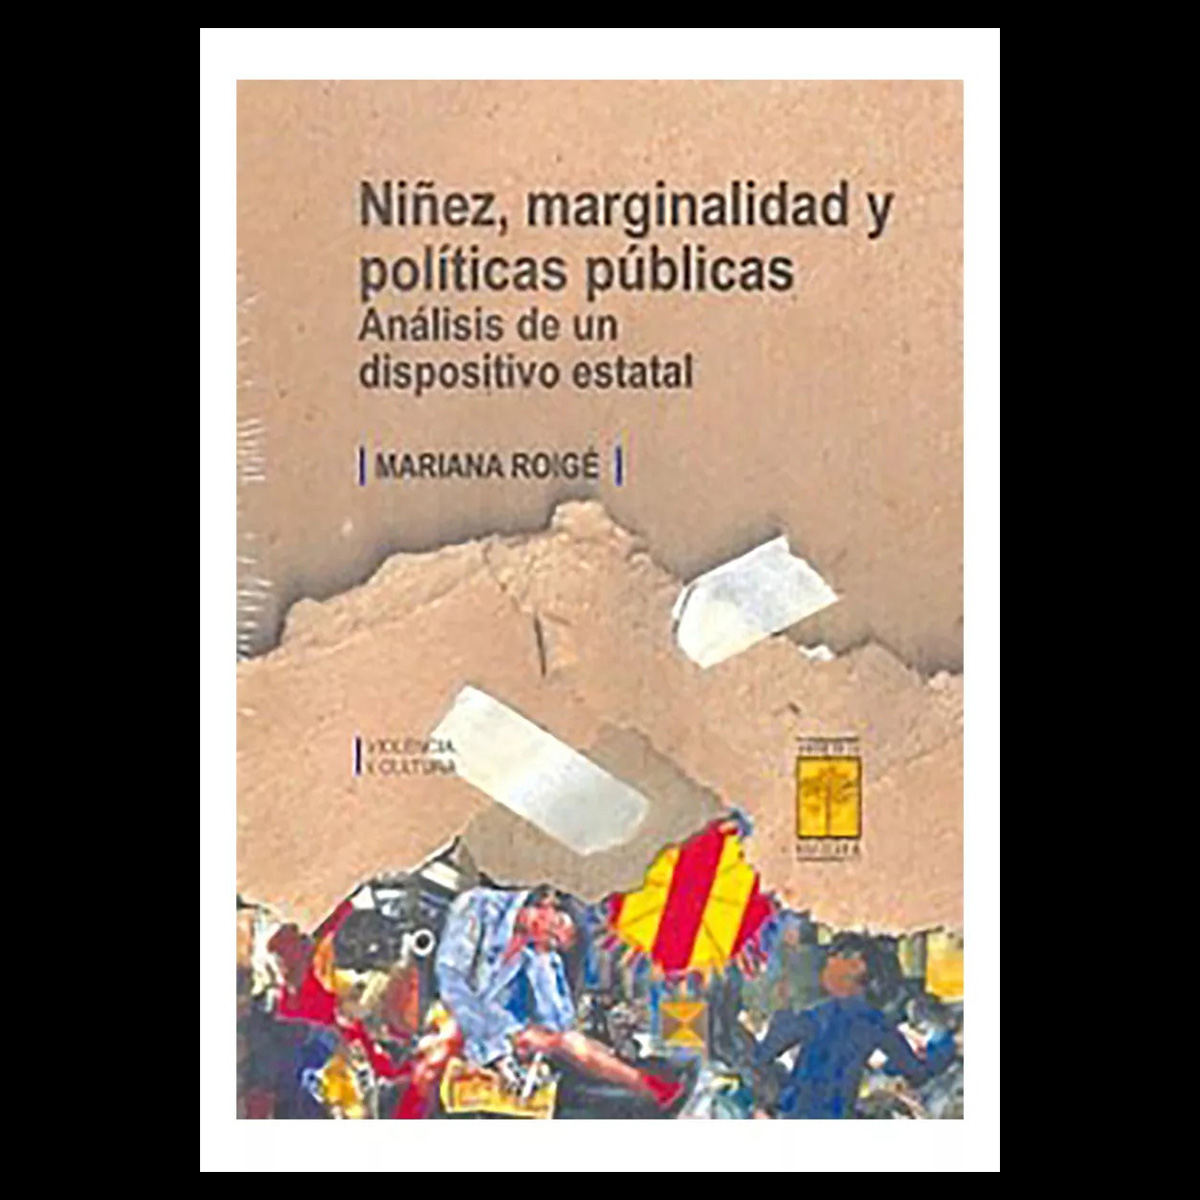 Niñez, marginalidad y
políticas públicas
Análisis de un
dispositivo estatal
MARIANA ROIGÉ
VIOLENCIA
Y CULTURA